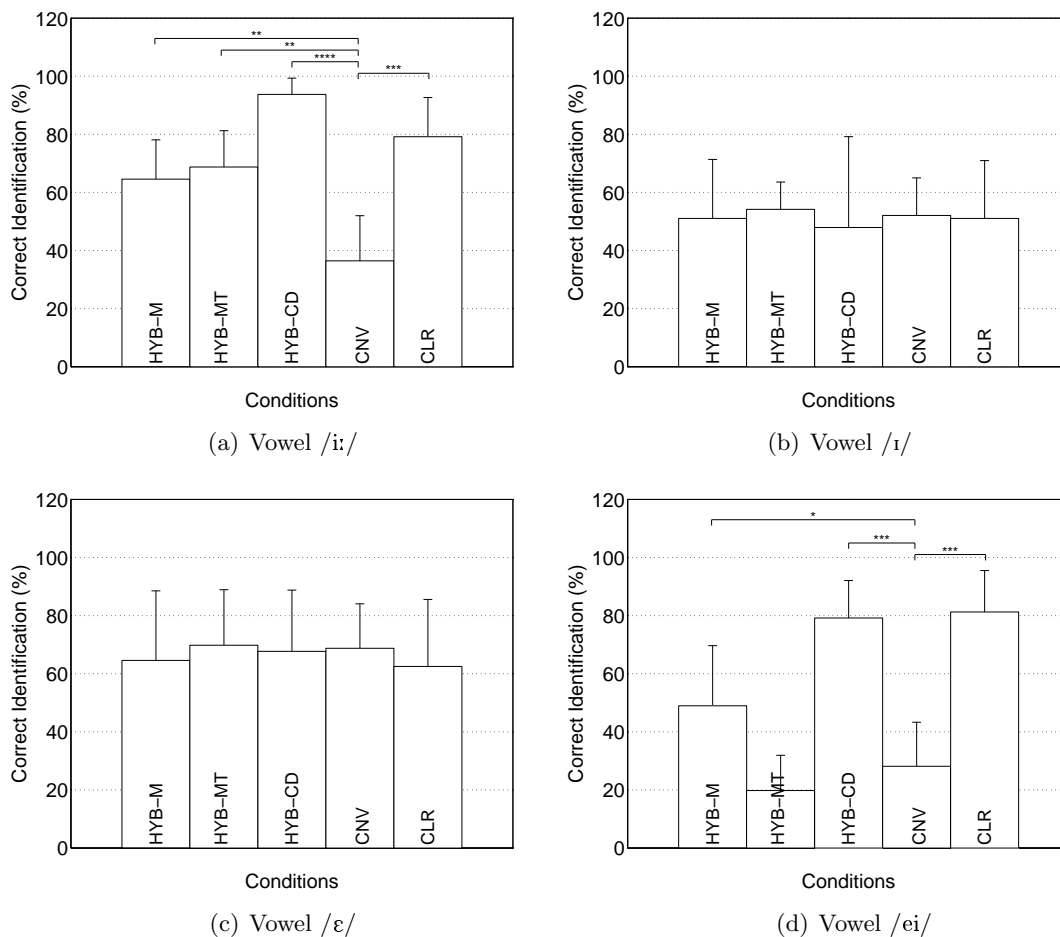 120
100
80
60
40
20
0
Correct Identification (%)
**
**
****
***
HYB−M
HYB−MT
HYB−CD
CNV
CLR
Conditions
(a) Vowel /iː/
120
100
80
60
40
20
0
Correct Identification (%)
HYB−M
HYB−MT
HYB−CD
CNV
CLR
Conditions
(b) Vowel /ɪ/
120
100
80
60
40
20
0
Correct Identification (%)
HYB−M
HYB−MT
HYB−CD
CNV
CLR
Conditions
(c) Vowel /ɛ/
120
100
80
60
40
20
0
Correct Identification (%)
*
***
***
HYB−M
HYB−MT
HYB−CD
CNV
CLR
Conditions
(d) Vowel /ei/